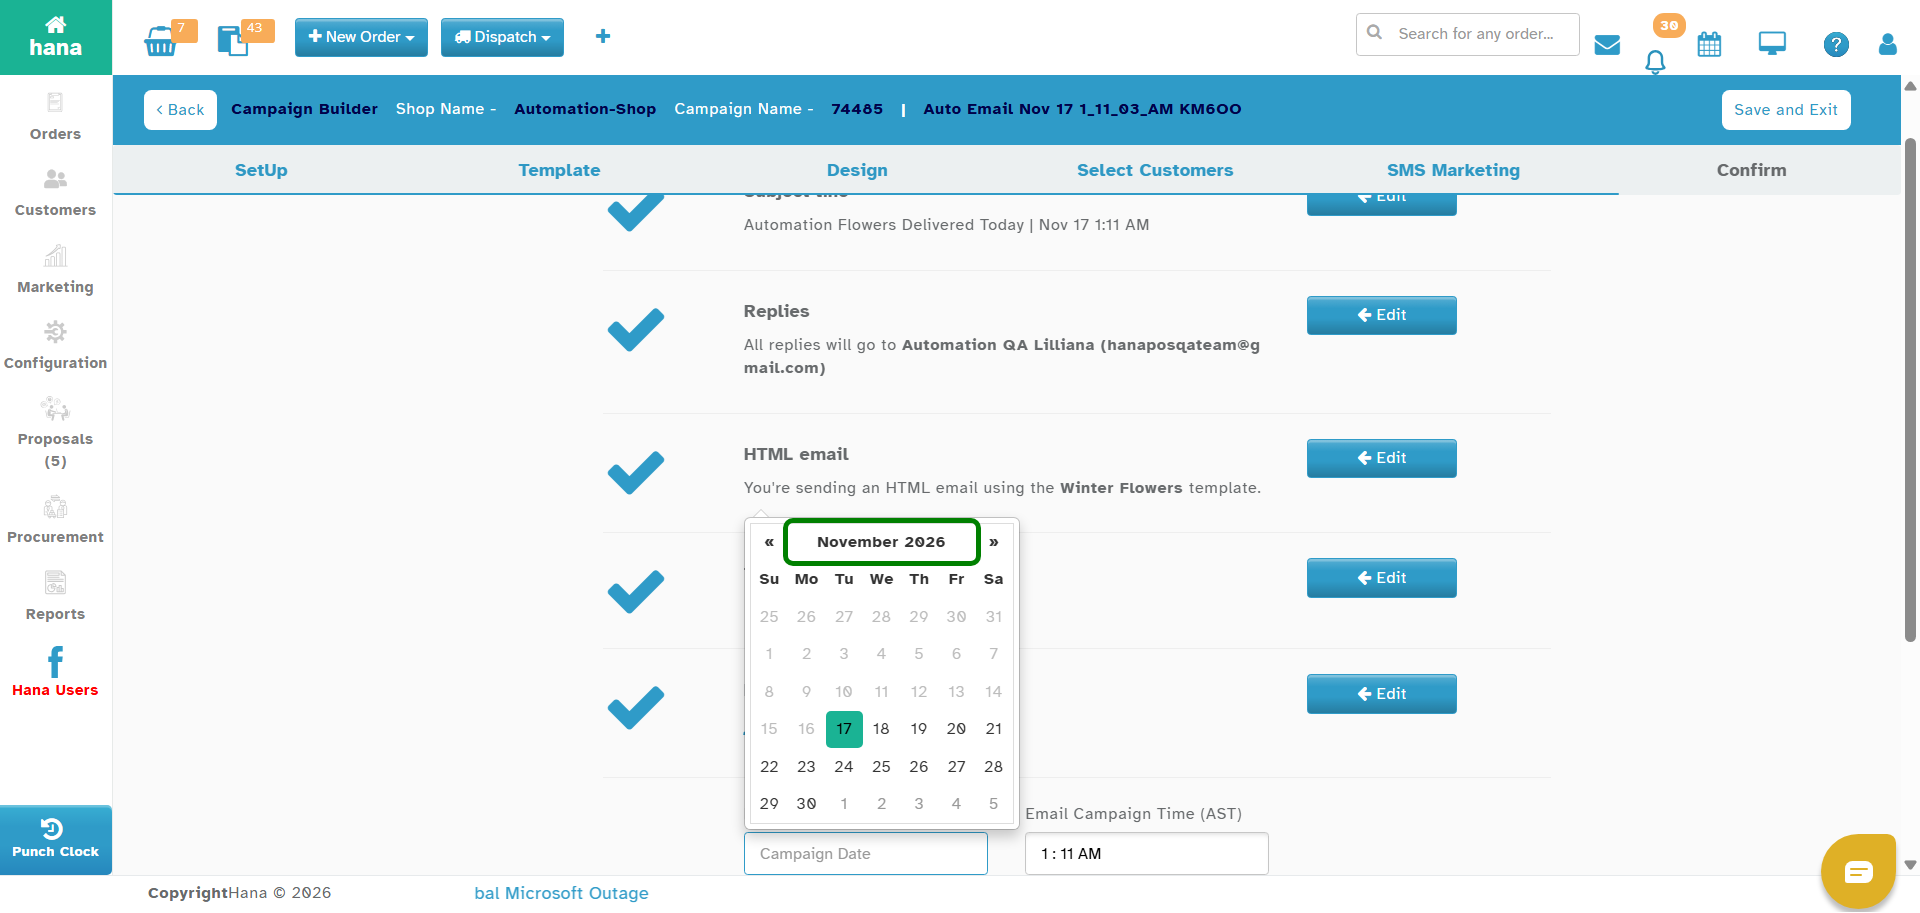 hana
7
43
New Order
Dispatch
Search for any order...
30
Back
Campaign Builder Shop Name - Automation-Shop Campaign Name - 74485 | Auto Email Nov 17 1_11_03_AM KM6OO
Save and Exit
SetUp
Template
Design
Select Customers
SMS Marketing
Confirm
Orders
Customers
Marketing
Configuration
Proposals
(5)
Procurement
Reports
Hana Users
Punch Clock
Subject line
Edit
Automation Flowers Delivered Today | Nov 17 1:11 AM
Replies
Edit
All replies will go to Automation QA Lilliana (hanaposqateam@g
mail.com)
HTML email
Edit
You're sending an HTML email using the Winter Flowers template.
« November 2026 »
Su Mo Tu We Th Fr Sa
25 26 27 28 29 30 31
1 2 3 4 5 6 7
8 9 10 11 12 13 14
15 16 17 18 19 20 21
22 23 24 25 26 27 28
29 30 1 2 3 4 5
Edit
Edit
Email Campaign Time (AST)
Campaign Date
1 : 11 AM
CopyrightHana © 2026
bal Microsoft Outage